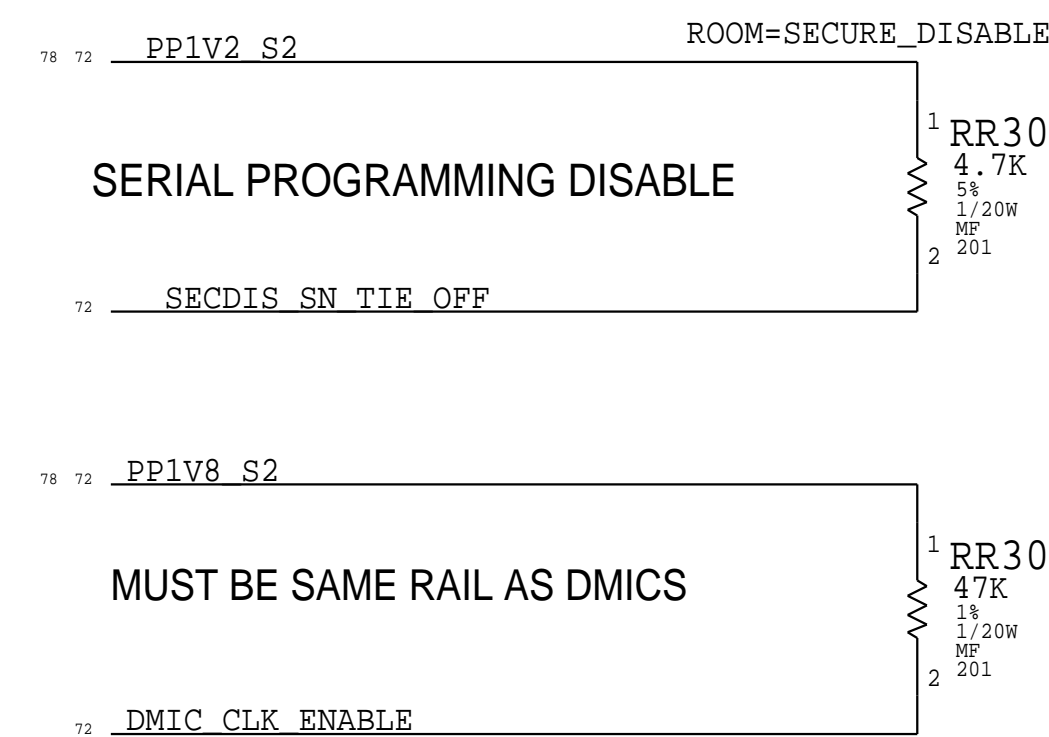 ROOM=SECURE_DISABLE
78 72 PP1V2_S2
1
RR30
4.7K
5%
1/20W
MF
201
2
SERIAL PROGRAMMING DISABLE
72 SECDIS_SN_TIE_OFF
78 72 PP1V8_S2
1
RR30
47K
1%
1/20W
MF
201
2
MUST BE SAME RAIL AS DMICS
72 DMIC_CLK_ENABLE